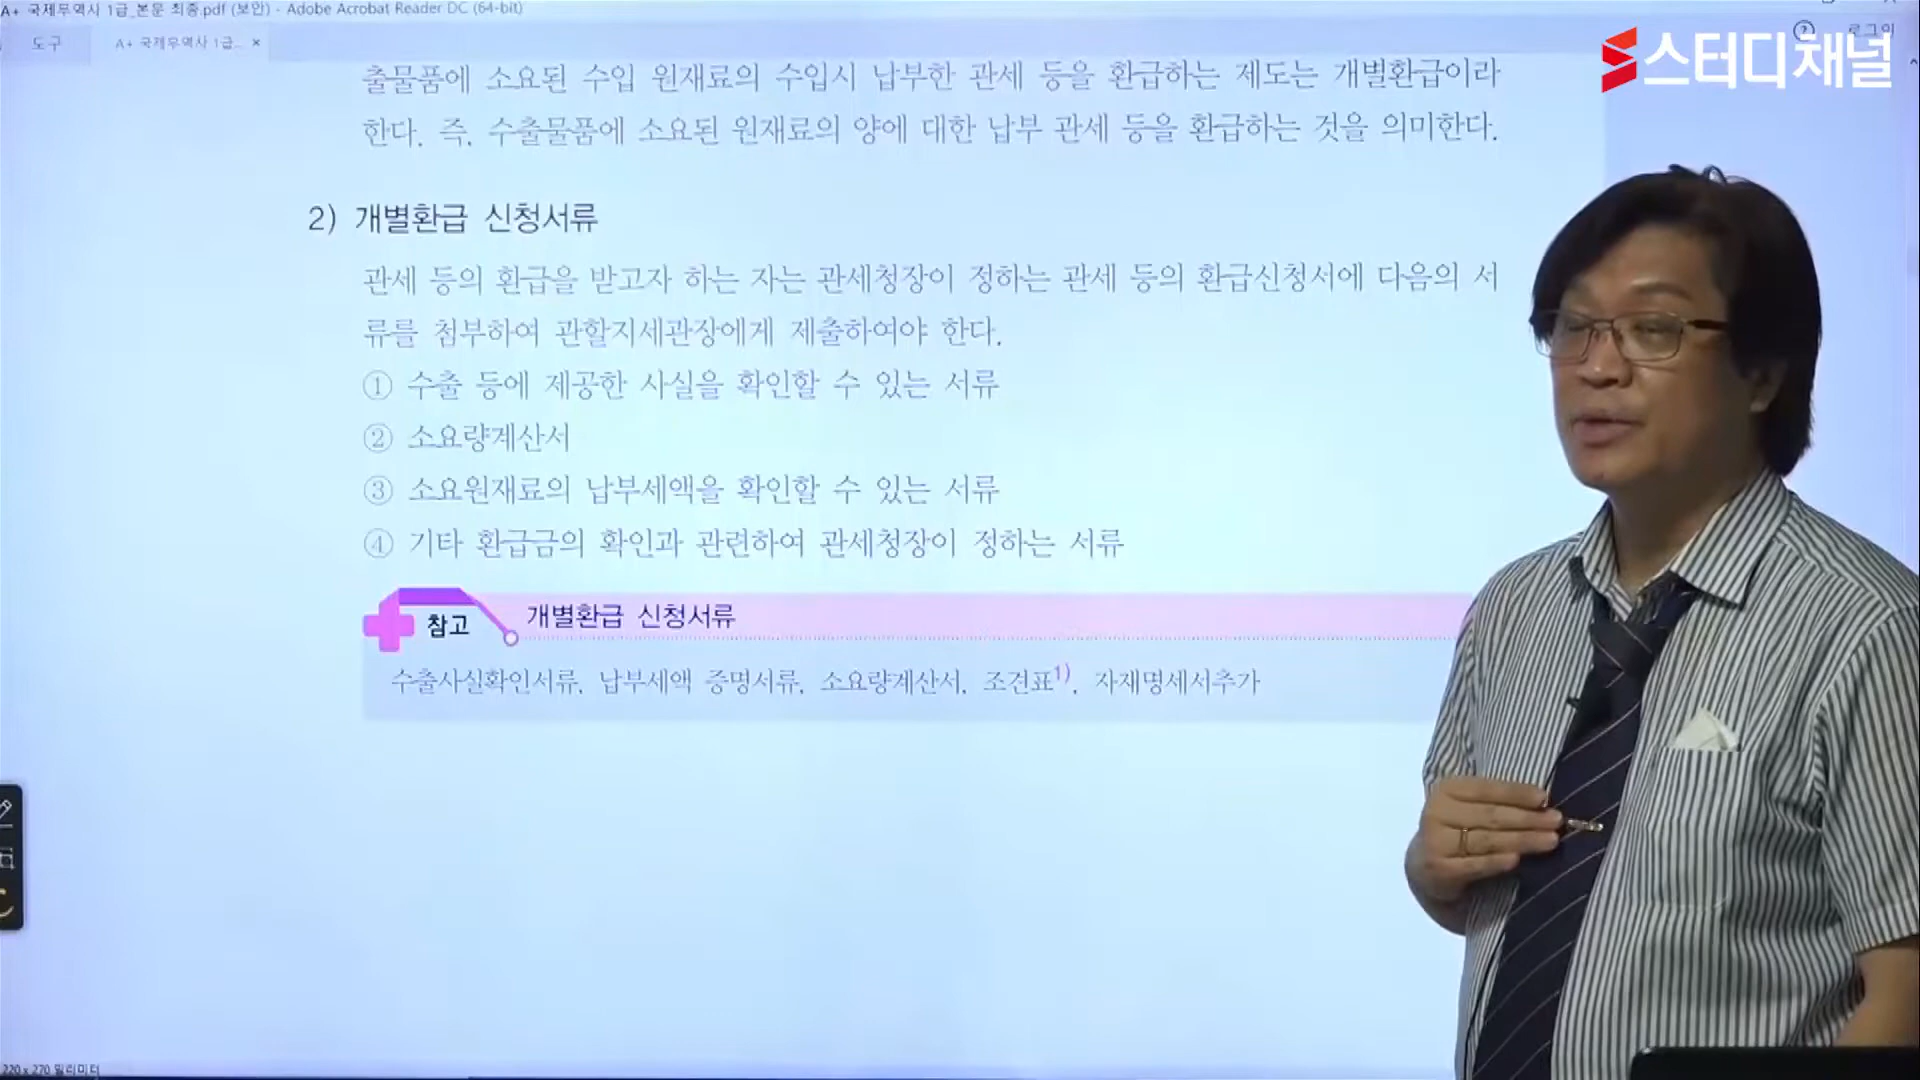 A+ 국제무역사 1급_본문 최종.pdf (보안) - Adobe Acrobat Reader DC (64-bit)
도구
A+ 국제무역사 1급... ×
로그인
스터디채널
출물품에 소요된 수입 원재료의 수입시 납부한 관세 등을 환급하는 제도는 개별환급이라
한다. 즉, 수출물품에 소요된 원재료의 양에 대한 납부 관세 등을 환급하는 것을 의미한다.
2) 개별환급 신청서류
관세 등의 환급을 받고자 하는 자는 관세청장이 정하는 관세 등의 환급신청서에 다음의 서
류를 첨부하여 관할지세관장에게 제출하여야 한다.
① 수출 등에 제공한 사실을 확인할 수 있는 서류
② 소요량계산서
③ 소요원재료의 납부세액을 확인할 수 있는 서류
④ 기타 환급금의 확인과 관련하여 관세청장이 정하는 서류
참고 개별환급 신청서류
수출사실확인서류, 납부세액 증명서류, 소요량계산서, 조견표1), 자재명세서추가
220 x 270 밀리미터